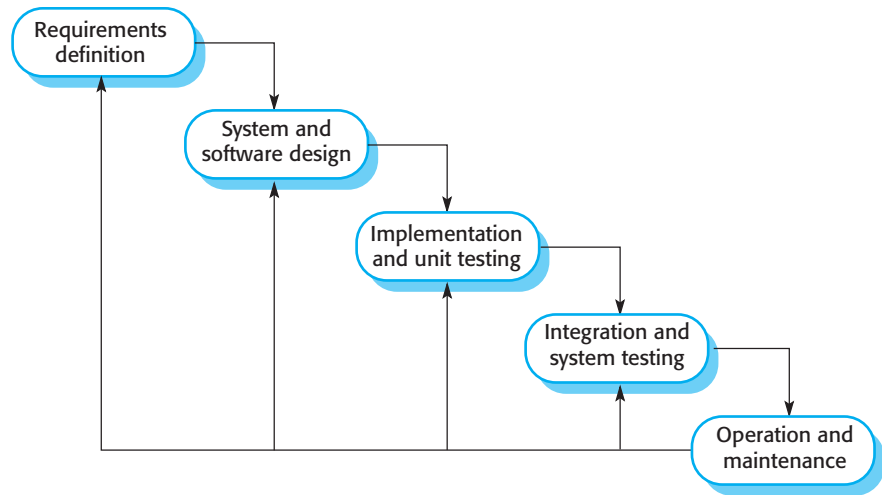 Requirements
definition
System and
software design
Implementation
and unit testing
Integration and
system testing
Operation and
maintenance